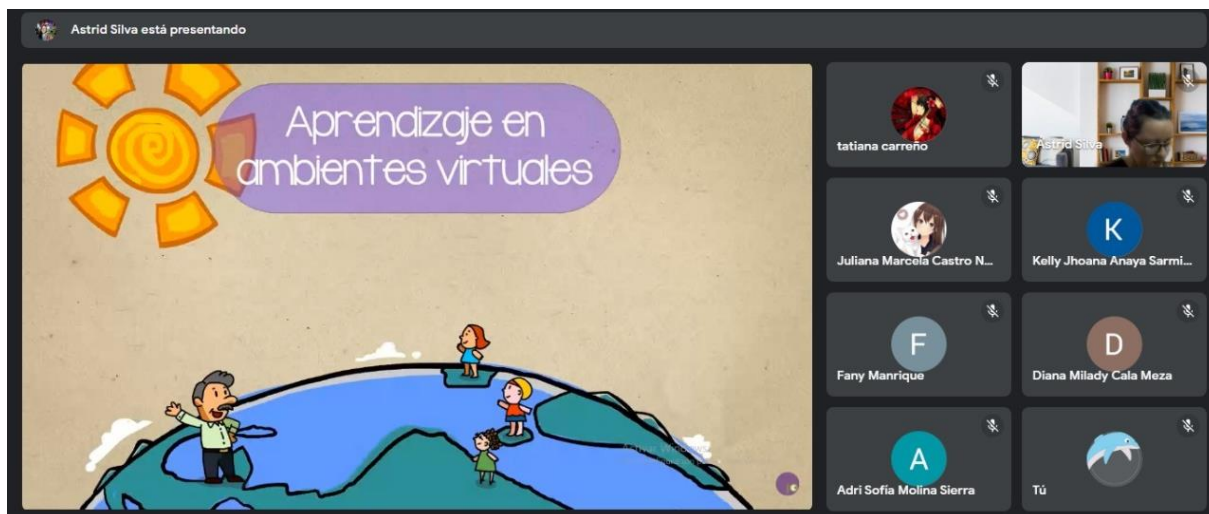 Astrid Silva está presentando
Aprendizaje en
ambientes virtuales
tatiana carreño
Astrid Silva
Juliana Marcela Castro N...
K
Kelly Jhoana Anaya Sarmi...
F
Fany Manrique
D
Diana Milady Cala Meza
A
Adri Sofía Molina Sierra
Tú